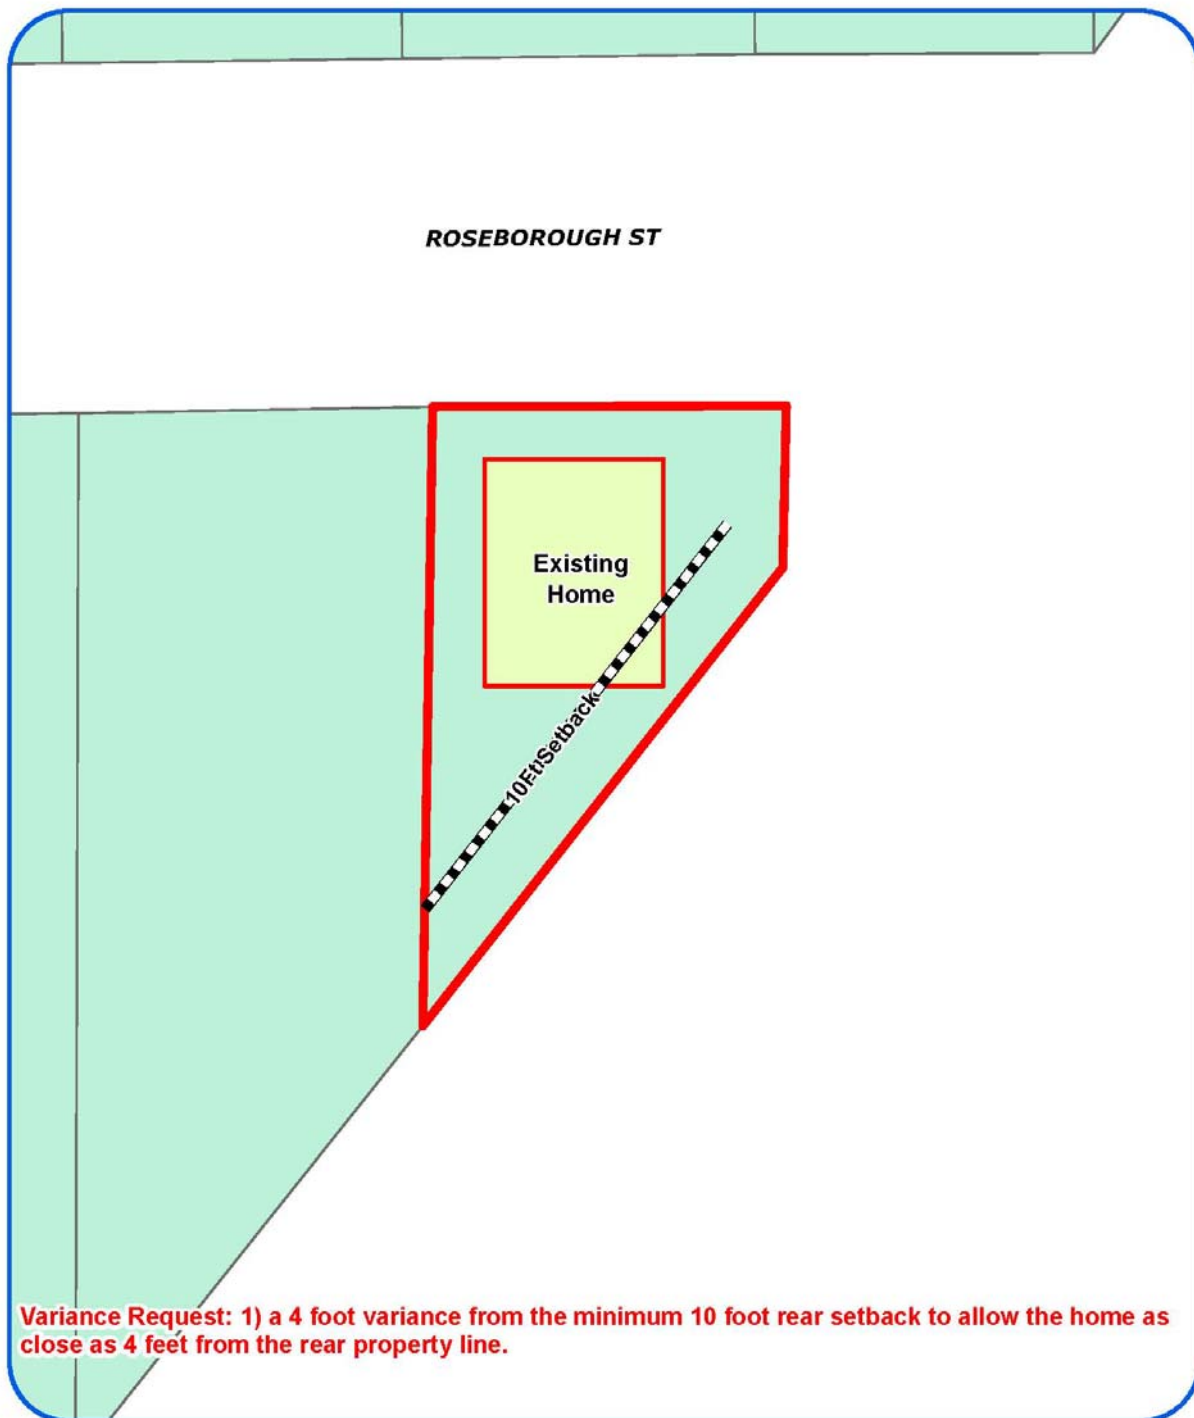 ROSEBOROUGH ST
Existing
Home
10Ft Setback
Variance Request: 1) a 4 foot variance from the minimum 10 foot rear setback to allow the home as
close as 4 feet from the rear property line.